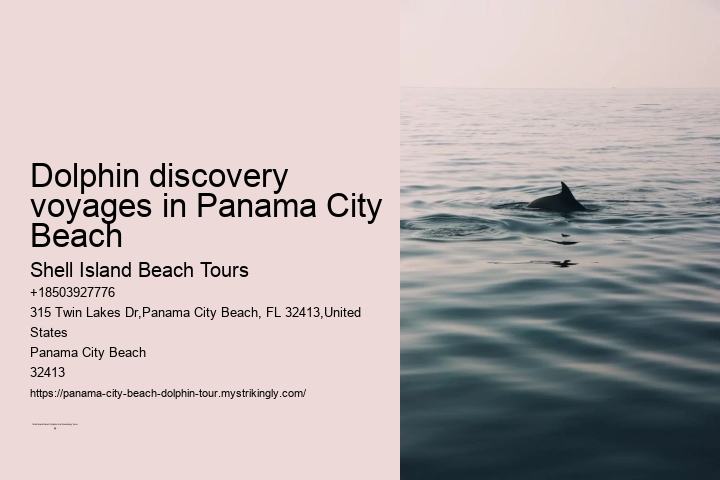 Dolphin discovery
voyages in Panama City
Beach
Shell Island Beach Tours
+18503927776
315 Twin Lakes Dr,Panama City Beach, FL 32413,United
States
Panama City Beach
32413
https://panama-city-beach-dolphin-tour.mystrikingly.com/